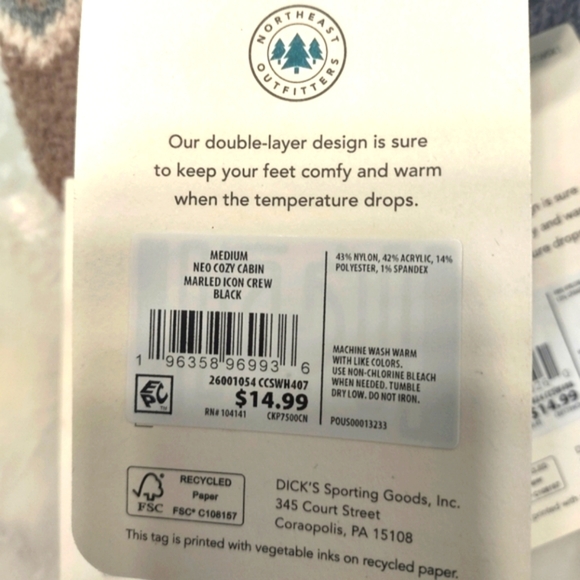 NORTHEAST
OUTFITTERS
Our double-layer design is sure
to keep your feet comfy and warm
when the temperature drops.
MEDIUM
NEO COZY CABIN
MARLED ICON CREW
BLACK
1 96358 96993 6
26001054 CCSWH407
EPC
$14.99
RN# 104141 CKP7500CN
43% NYLON, 42% ACRYLIC, 14%
POLYESTER, 1% SPANDEX
MACHINE WASH WARM
WITH LIKE COLORS.
USE NON-CHLORINE BLEACH
WHEN NEEDED. TUMBLE
DRY LOW. DO NOT IRON.
POUS00013233
FSC
RECYCLED
Paper
FSC® C108157
DICK'S Sporting Goods, Inc.
345 Court Street
Coraopolis, PA 15108
This tag is printed with vegetable inks on recycled paper.
$14.99